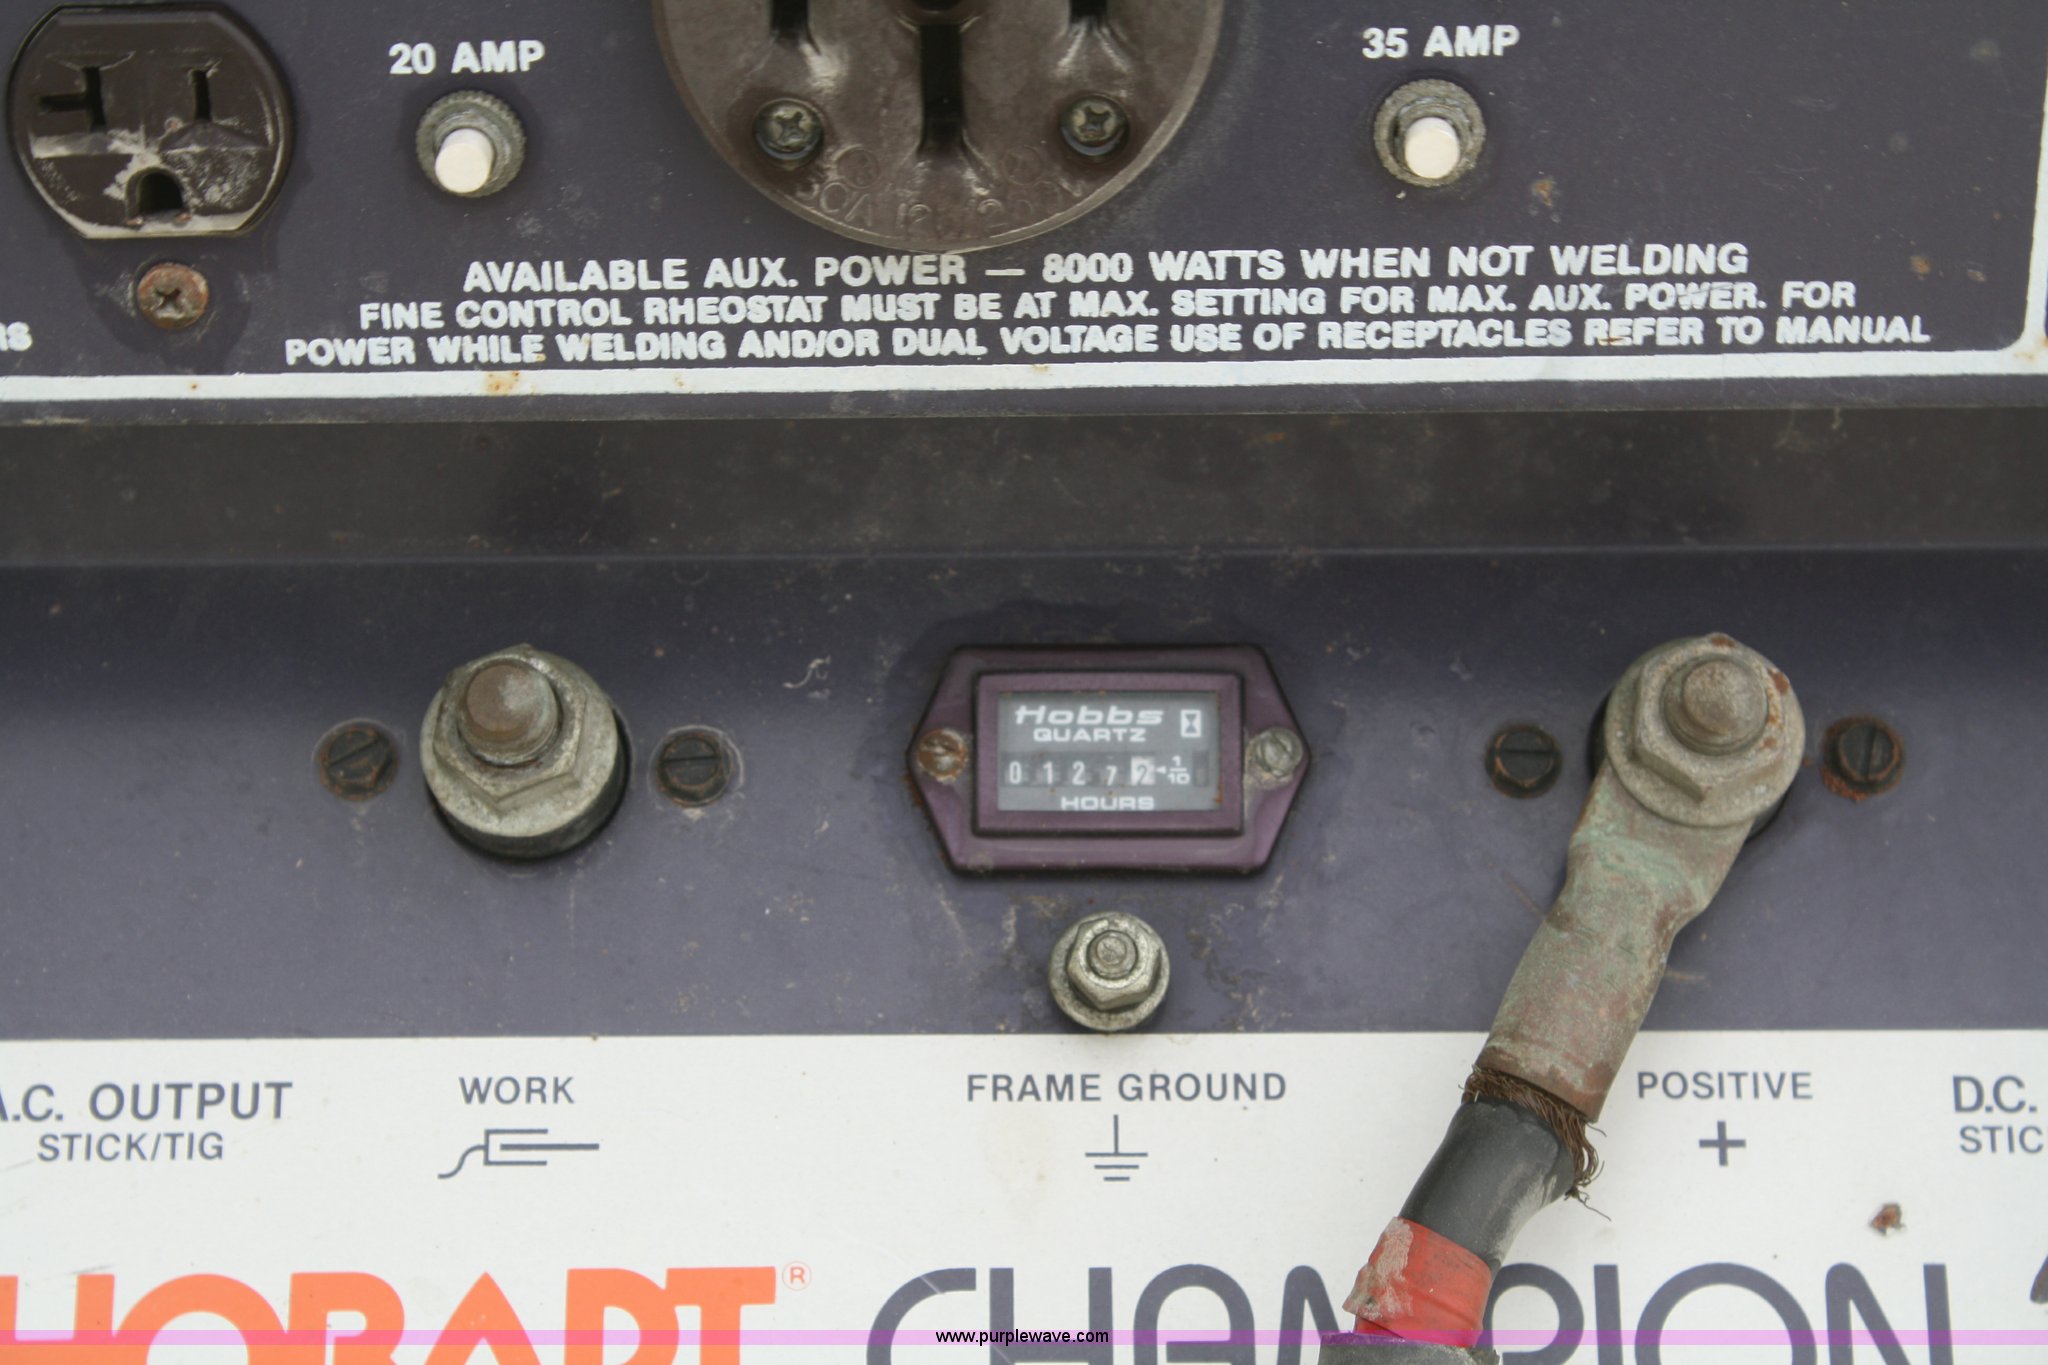 20 AMP
35 AMP
AVAILABLE AUX. POWER — 8000 WATTS WHEN NOT WELDING
FINE CONTROL RHEOSTAT MUST BE AT MAX. SETTING FOR MAX. AUX. POWER. FOR
POWER WHILE WELDING AND/OR DUAL VOLTAGE USE OF RECEPTACLES REFER TO MANUAL
RS
Hobbs
QUARTZ
0 1 2 7 2 1/10
HOURS
A.C. OUTPUT
STICK/TIG
WORK
FRAME GROUND
POSITIVE
+
D.C.
STIC
HOBART® CHAMPION
www.purplewave.com